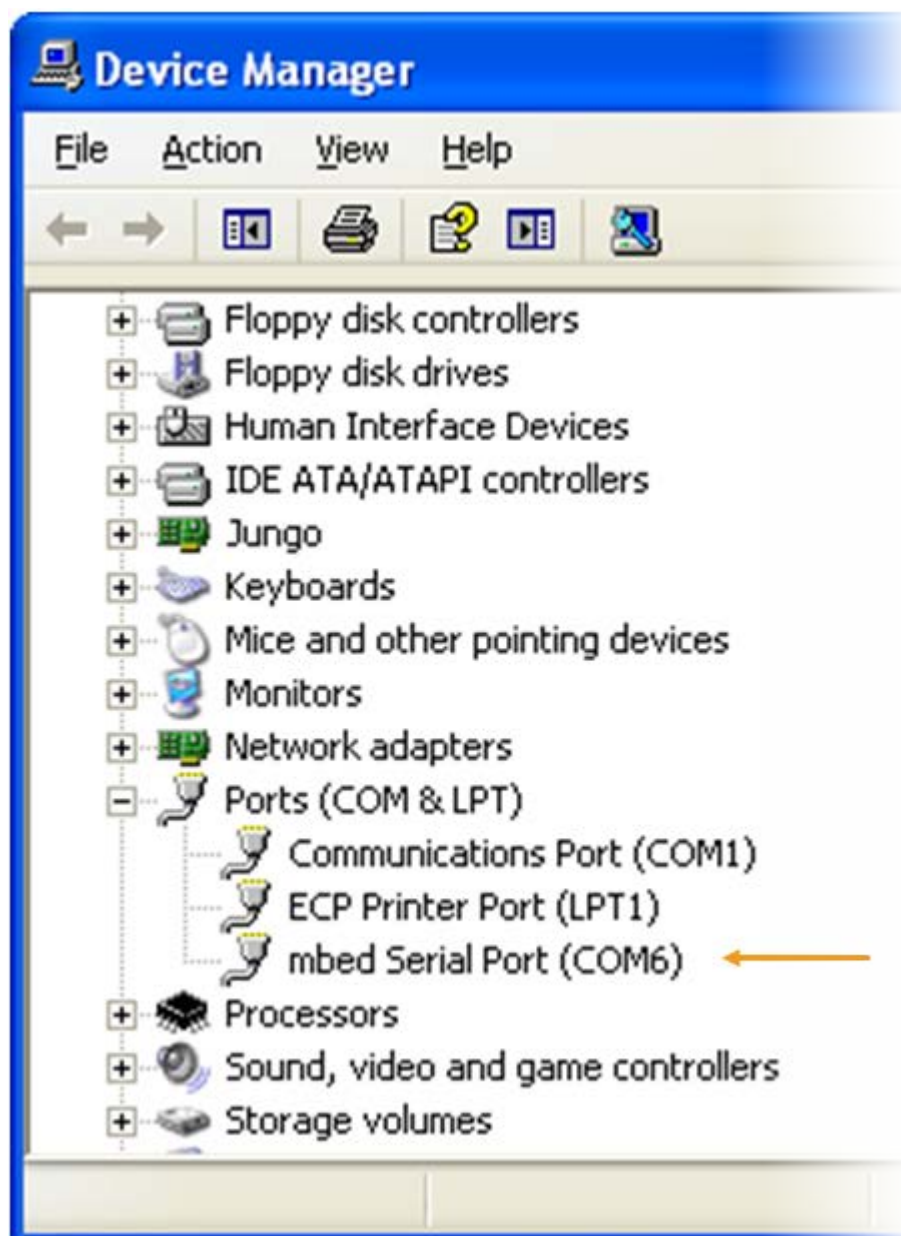 Device Manager
File Action View Help
Floppy disk controllers
Floppy disk drives
Human Interface Devices
IDE ATA/ATAPI controllers
Jungo
Keyboards
Mice and other pointing devices
Monitors
Network adapters
Ports (COM & LPT)
Communications Port (COM1)
ECP Printer Port (LPT1)
mbed Serial Port (COM6)
Processors
Sound, video and game controllers
Storage volumes